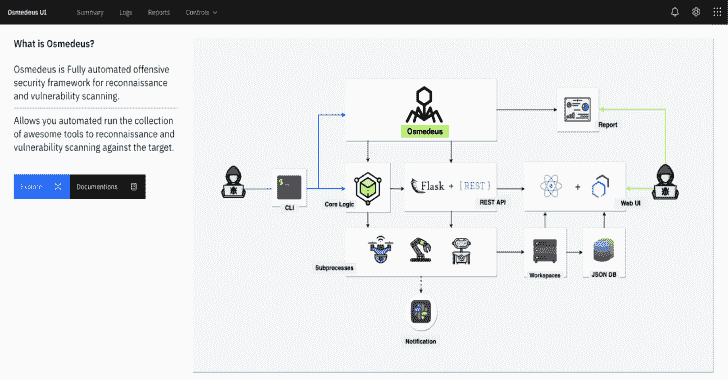 Osmedeus UI
Summary
Logs
Reports
Controls
What is Osmedeus?
Osmedeus is Fully automated offensive
security framework for reconnaissance
and vulnerability scanning.
Allows you automated run the collection
of awesome tools to reconnaissance and
vulnerability scanning against the target.
Explore
Documentions
Osmedeus
Report
$ _
CLI
Core Logic
Flask + [REST]
REST API
+
Web UI
Subprocesses
Workspaces
JSON DB
Notification